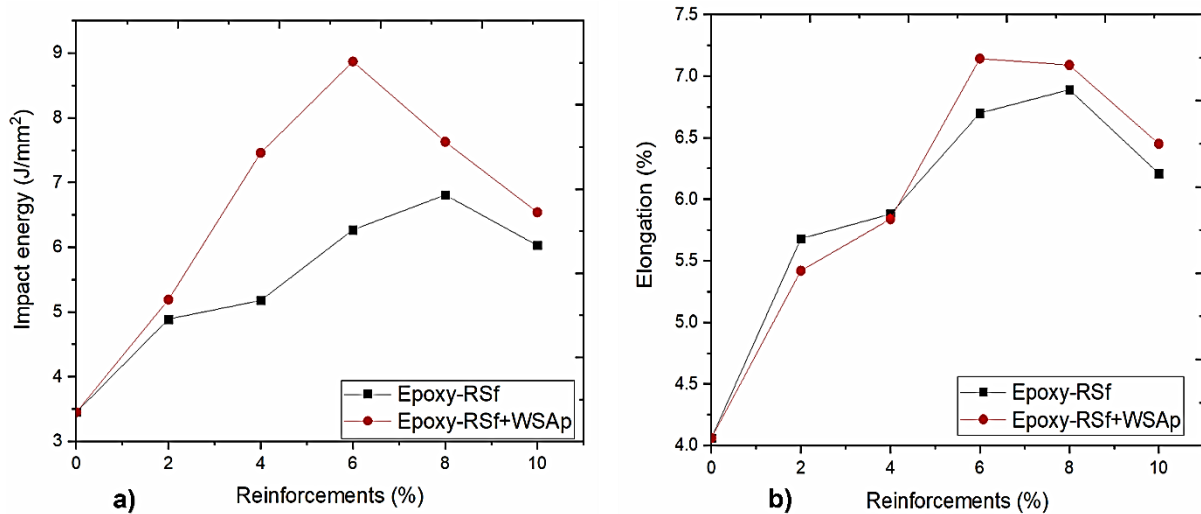 9
8
7
6
5
4
3
Impact energy (J/mm²)
Epoxy-RSf
Epoxy-RSf+WSAp
0 2 4 6 8 10
a) Reinforcements (%)
7.5
7.0
6.5
6.0
5.5
5.0
4.5
4.0
Elongation (%)
Epoxy-RSf
Epoxy-RSf+WSAp
0 2 4 6 8 10
b) Reinforcements (%)